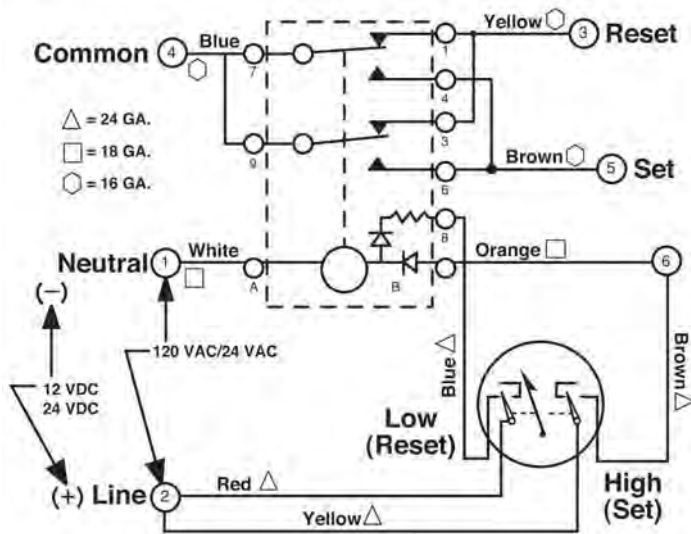 Common 4 Blue 7 1 Yellow 3 Reset
4
△ = 24 GA.
□ = 18 GA.
⬡ = 16 GA.
9 3
6 Brown 5 Set
8
Neutral 1 White A B Orange 6
(−)
120 VAC/24 VAC
12 VDC
24 VDC
Blue
Brown
Low
(Reset)
High
(Set)
(+) Line 2 Red
Yellow